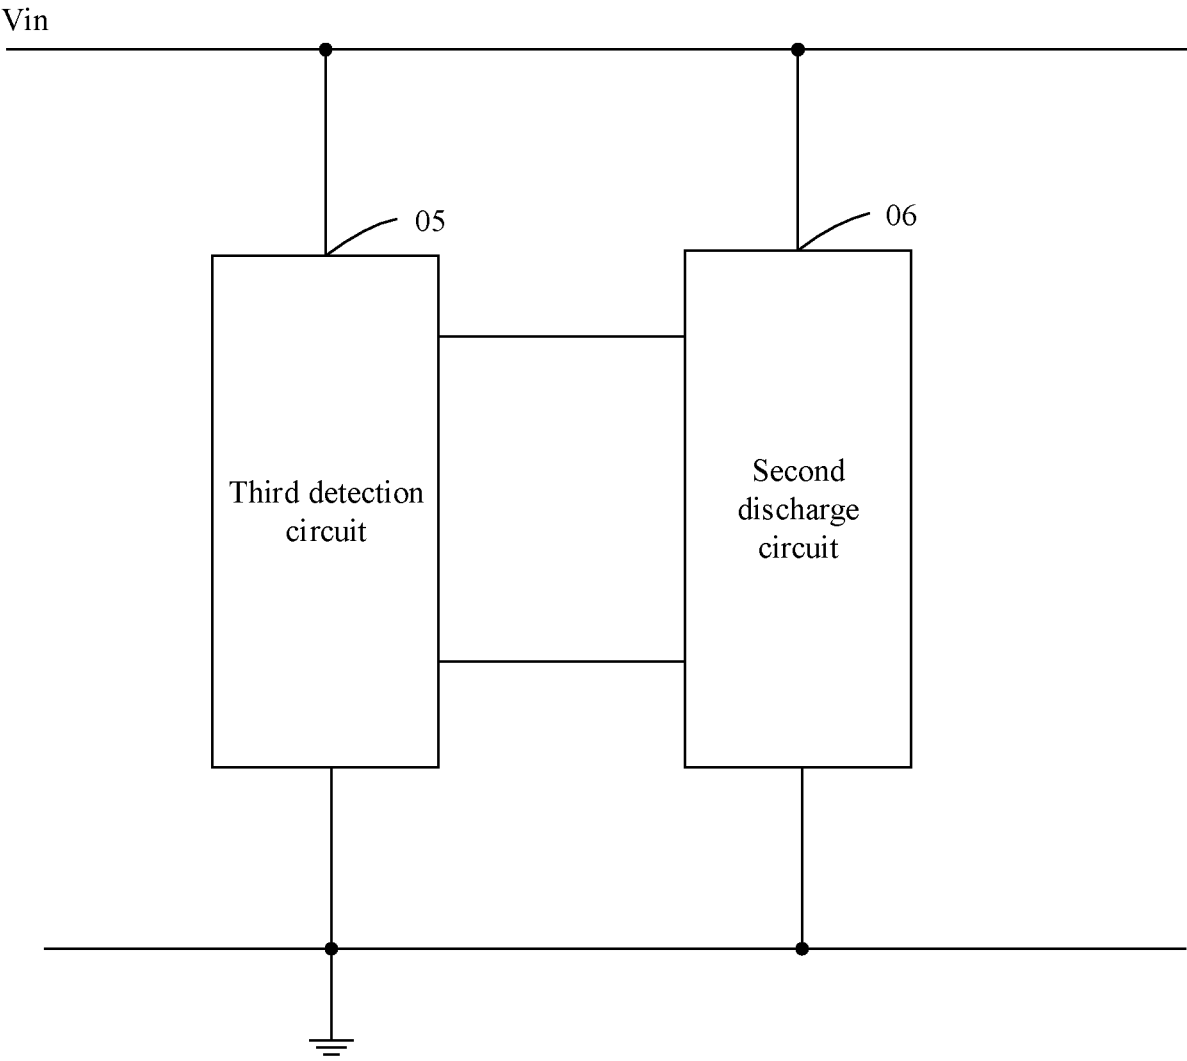 Vin
05
06
Third detection
circuit
Second
discharge
circuit